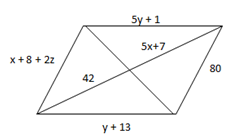 5y + 1
5x+7
x + 8 + 2z
42
80
y + 13